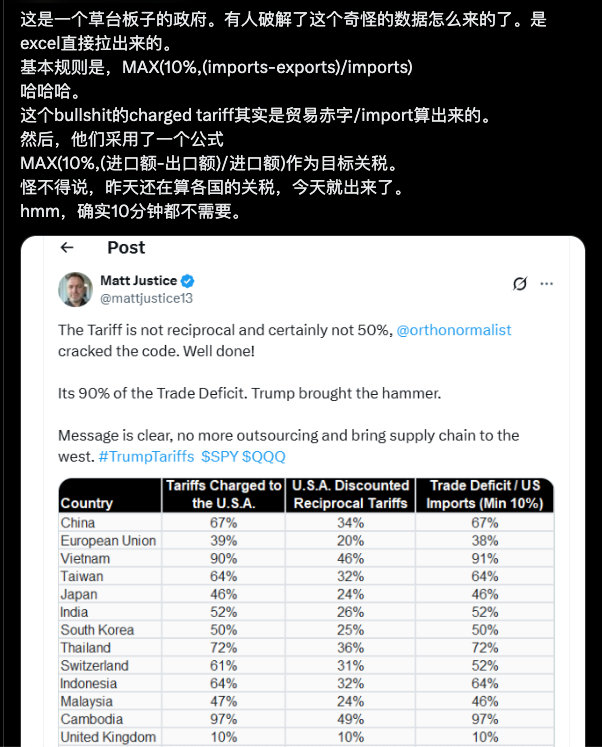 这是一个草台板子的政府。有人破解了这个奇怪的数据怎么来的了。是
excel直接拉出来的。
基本规则是，MAX(10%,(imports-exports)/imports)
哈哈哈。
这个bullshit的charged tariff其实是贸易赤字/import算出来的。
然后，他们采用了一个公式
MAX(10%,(进口额-出口额)/进口额)作为目标关税。
怪不得说，昨天还在算各国的关税，今天就出来了。
hmm，确实10分钟都不需要。
← Post
Matt Justice
@mattjustice13
The Tariff is not reciprocal and certainly not 50%, @orthonormalist
cracked the code. Well done!
Its 90% of the Trade Deficit. Trump brought the hammer.
Message is clear, no more outsourcing and bring supply chain to the
west. #TrumpTariffs $SPY $QQQ
Country Tariffs Charged to the U.S.A. U.S.A. Discounted Reciprocal Tariffs Trade Deficit / US Imports (Min 10%)
China 67% 34% 67%
European Union 39% 20% 38%
Vietnam 90% 46% 91%
Taiwan 64% 32% 64%
Japan 46% 24% 46%
India 52% 26% 52%
South Korea 50% 25% 50%
Thailand 72% 36% 72%
Switzerland 61% 31% 52%
Indonesia 64% 32% 64%
Malaysia 47% 24% 46%
Cambodia 97% 49% 97%
United Kingdom 10% 10% 10%